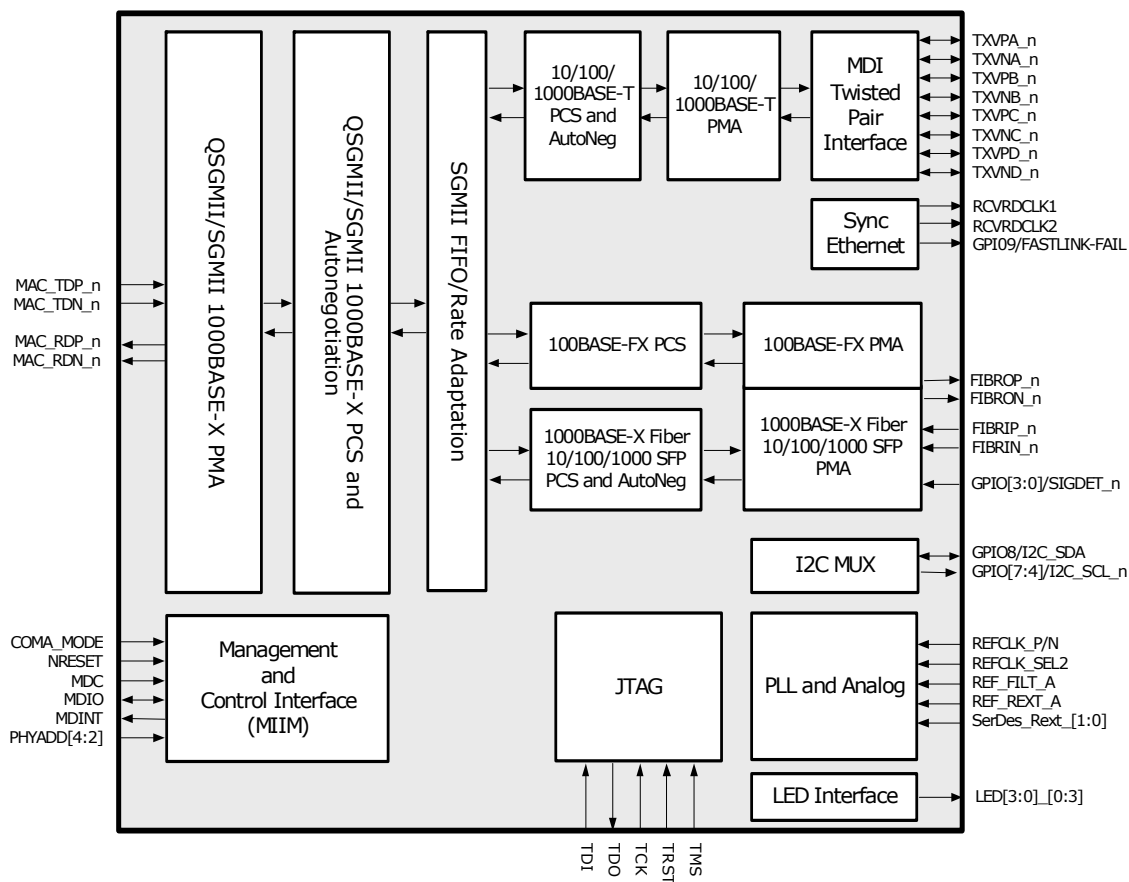 QSGMII/SGMII 1000BASE-X PMA
QSGMII/SGMII 1000BASE-X PCS and
Autonegotiation
SGMII FIFO/Rate Adaptation
10/100/
1000BASE-T
PCS and
AutoNeg
10/100/
1000BASE-T
PMA
MDI
Twisted
Pair
Interface
TXVPA_n
TXVNA_n
TXVPB_n
TXVNB_n
TXVPC_n
TXVNC_n
TXVPD_n
TXVND_n
Sync
Ethernet
RCVRDCLK1
RCVRDCLK2
GPI09/FASTLINK-FAIL
MAC_TDP_n
MAC_TDN_n
MAC_RDP_n
MAC_RDN_n
100BASE-FX PCS
100BASE-FX PMA
1000BASE-X Fiber
10/100/1000 SFP
PCS and AutoNeg
1000BASE-X Fiber
10/100/1000 SFP
PMA
FIBROP_n
FIBRON_n
FIBRIP_n
FIBRIN_n
GPIO[3:0]/SIGDET_n
I2C MUX
GPIO8/I2C_SDA
GPIO[7:4]/I2C_SCL_n
COMA_MODE
NRESET
MDC
MDIO
MDINT
PHYADD[4:2]
Management
and
Control Interface
(MIIM)
JTAG
PLL and Analog
REFCLK_P/N
REFCLK_SEL2
REF_FILT_A
REF_REXT_A
SerDes_Rext_[1:0]
LED Interface
LED[3:0]_[0:3]
TDI
TDO
TCK
TRST
TMS